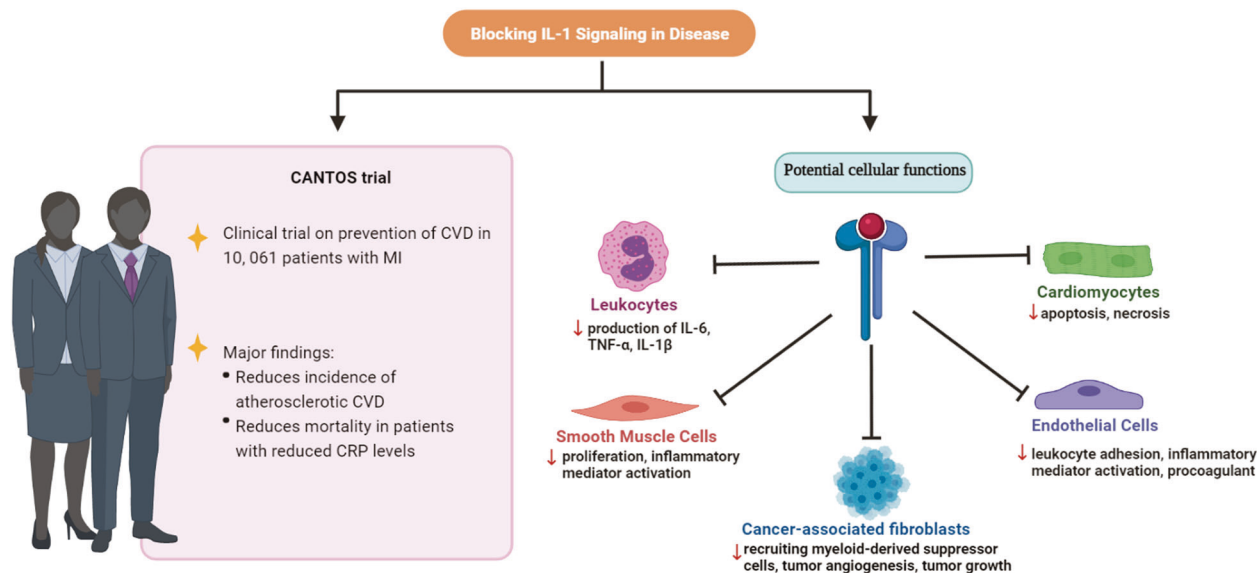 Blocking IL-1 Signaling in Disease
CANTOS trial
Clinical trial on prevention of CVD in
10, 061 patients with MI
Major findings:
• Reduces incidence of
atherosclerotic CVD
• Reduces mortality in patients
with reduced CRP levels
Potential cellular functions
Leukocytes
↓ production of IL-6,
TNF-α, IL-1β
Cardiomyocytes
↓apoptosis, necrosis
Smooth Muscle Cells
↓ proliferation, inflammatory
mediator activation
Endothelial Cells
↓ leukocyte adhesion, inflammatory
mediator activation, procoagulant
Cancer-associated fibroblasts
↓ recruiting myeloid-derived suppressor
cells, tumor angiogenesis, tumor growth